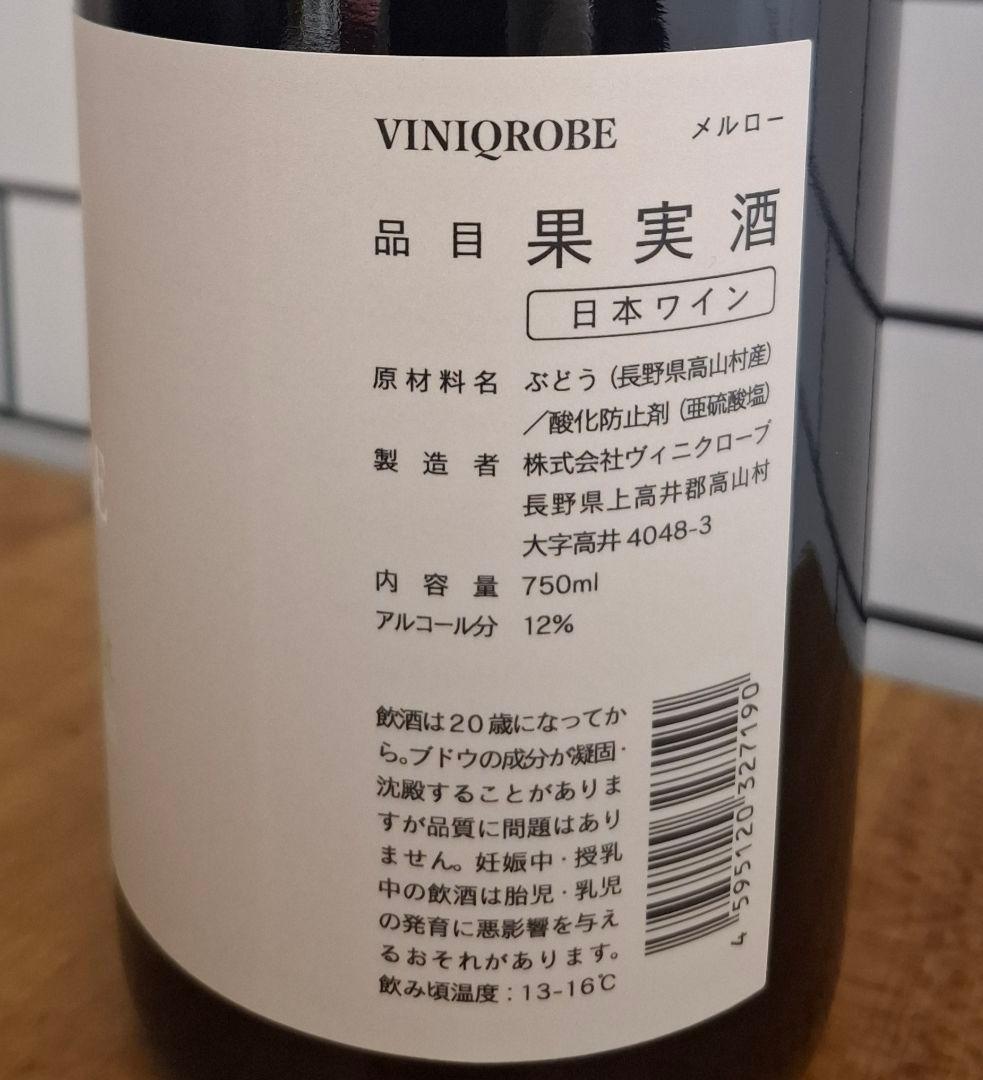 VINIQROBE メルロー
品目 果実酒
日本ワイン
原材料名 ぶどう（長野県高山村産）
／酸化防止剤（亜硫酸塩）
製造者 株式会社ヴィニクローブ
長野県上高井郡高山村
大字高井4048-3
内容量 750ml
アルコール分 12%
飲酒は20歳になってか
ら。ブドウの成分が凝固・
沈殿することがありま
すが品質に問題はあり
ません。妊娠中・授乳
中の飲酒は胎児・乳児
の発育に悪影響を与え
るおそれがあります。
飲み頃温度：13-16℃
4595120327190
E